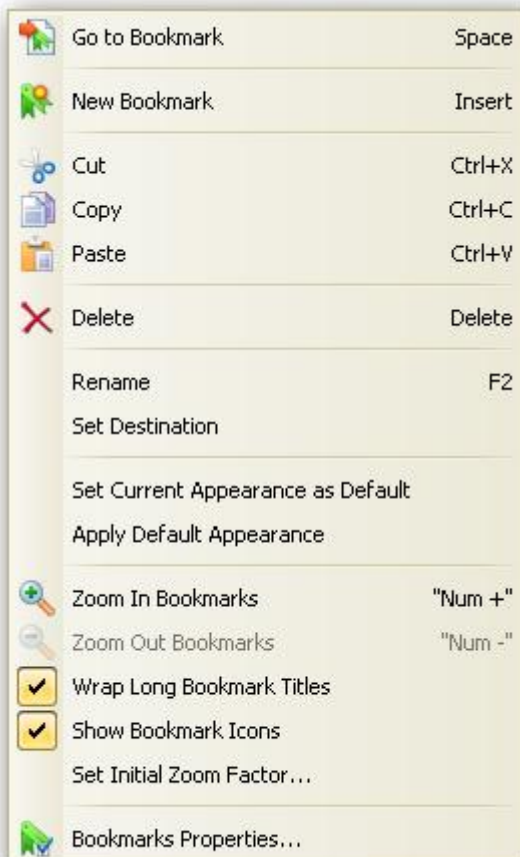 Go to Bookmark Space
New Bookmark Insert
Cut Ctrl+X
Copy Ctrl+C
Paste Ctrl+V
Delete Delete
Rename F2
Set Destination
Set Current Appearance as Default
Apply Default Appearance
Zoom In Bookmarks "Num +"
Zoom Out Bookmarks "Num -"
Wrap Long Bookmark Titles
Show Bookmark Icons
Set Initial Zoom Factor...
Bookmarks Properties...